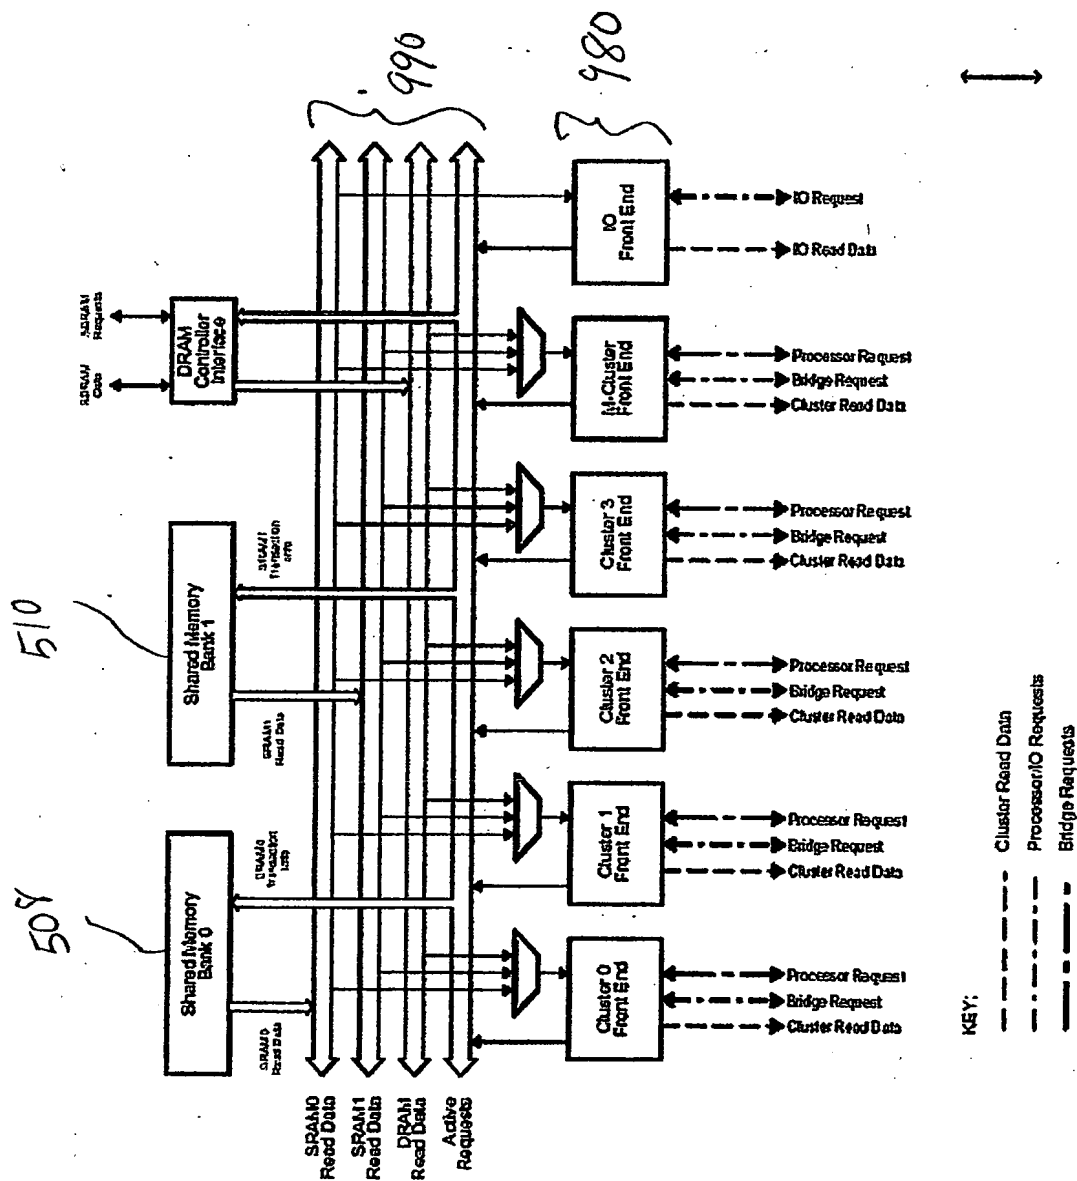 990
980
SDRAM
Data
SDRAM
Requests
DRAM
Controller
Interface
510
Shared Memory
Bank 1
508
Shared Memory
Bank 0
SRAM0
Read Data
Transaction
Info
SRAM1
Read Data
SRAM1
Transaction
Info
SRAM0
Read Data
SRAM1
Read Data
DRAM
Read Data
Active
Requests
Cluster 0
Front End
Cluster 1
Front End
Cluster 2
Front End
Cluster 3
Front End
M-Cluster
Front End
IO
Front End
Cluster Read Data
Bridge Request
Processor Request
Cluster Read Data
Bridge Request
Processor Request
Cluster Read Data
Bridge Request
Processor Request
Cluster Read Data
Bridge Request
Processor Request
Cluster Read Data
Bridge Request
Processor Request
IO Read Data
IO Request
KEY:
Cluster Read Data
Processor/IO Requests
Bridge Requests